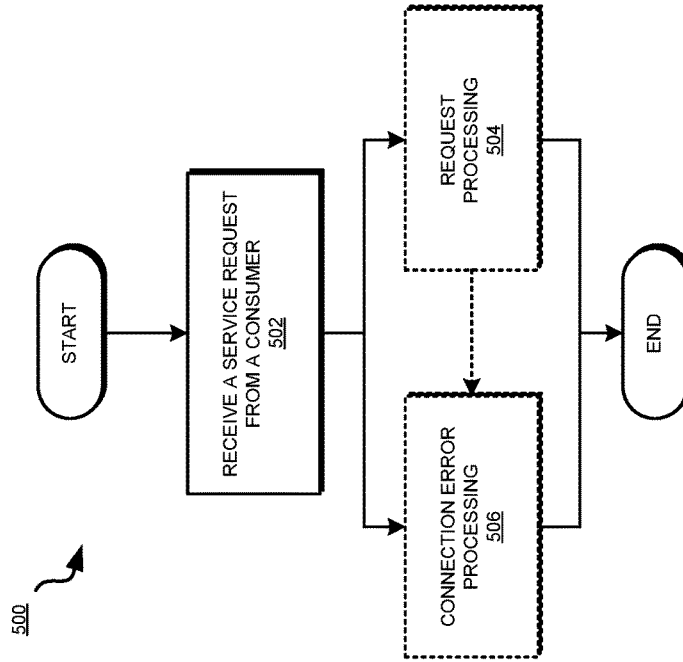 500
START
RECEIVE A SERVICE REQUEST
FROM A CONSUMER
502
CONNECTION ERROR
PROCESSING
506
REQUEST
PROCESSING
504
END